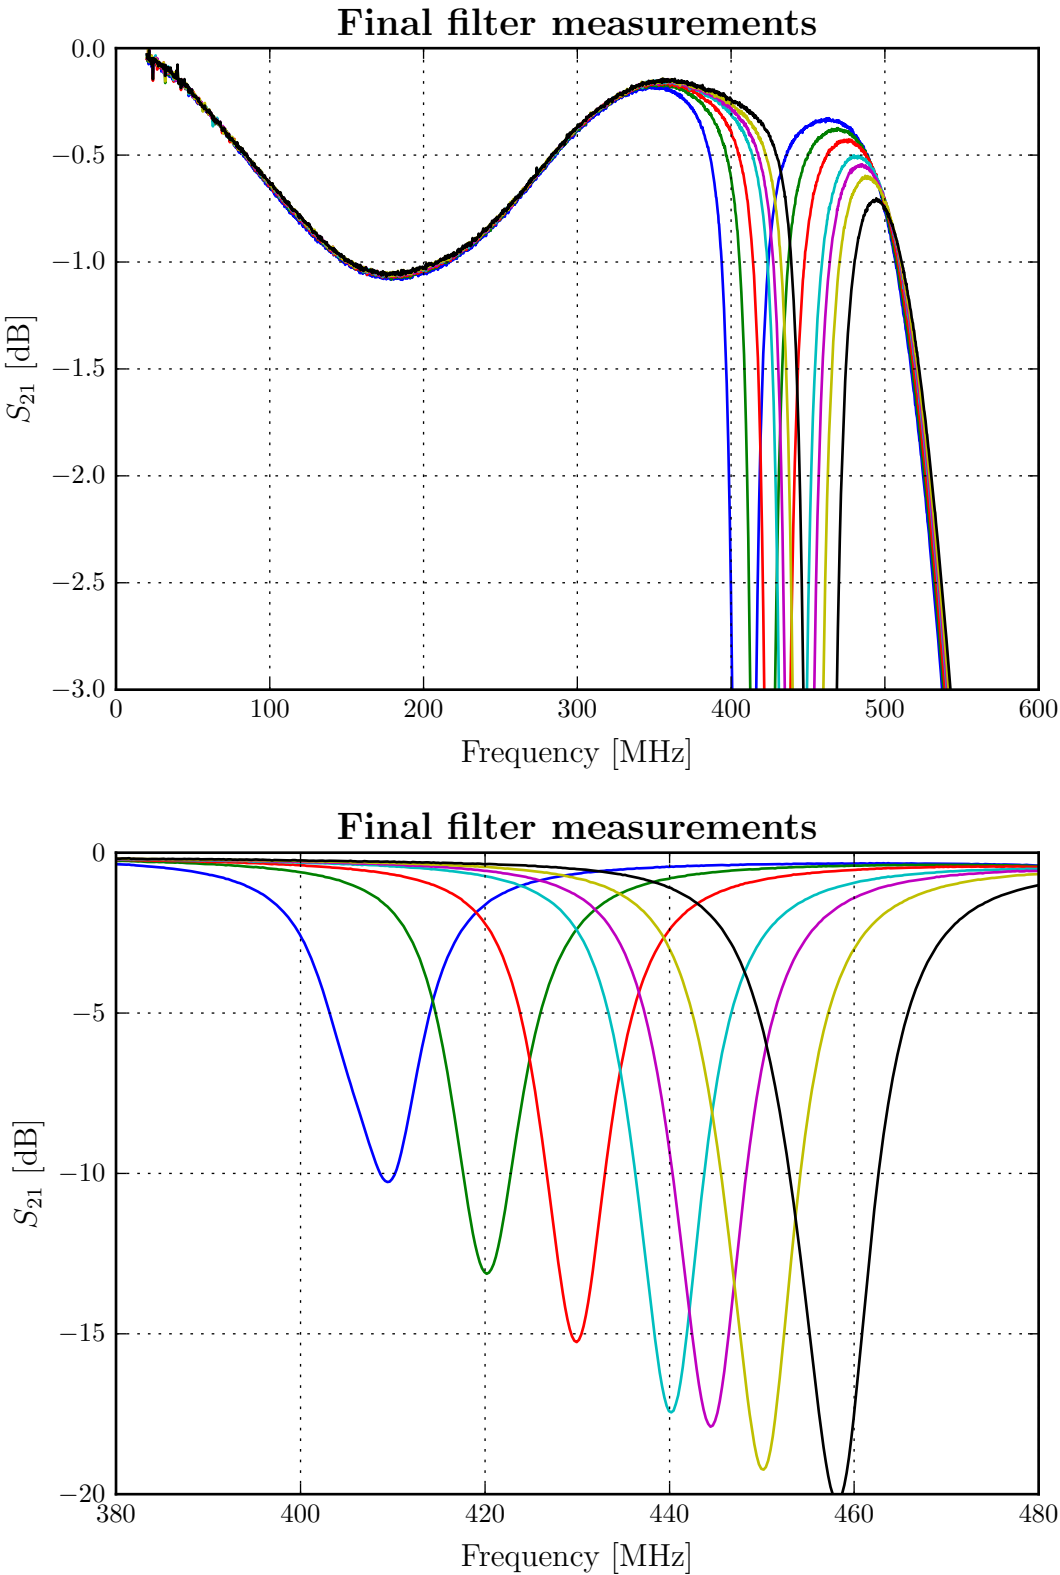 Final filter measurements
0.0
−0.5
−1.0
−1.5
−2.0
−2.5
−3.0
S21 [dB]
0 100 200 300 400 500 600
Frequency [MHz]
Final filter measurements
0
−5
−10
−15
−20
S21 [dB]
380 400 420 440 460 480
Frequency [MHz]